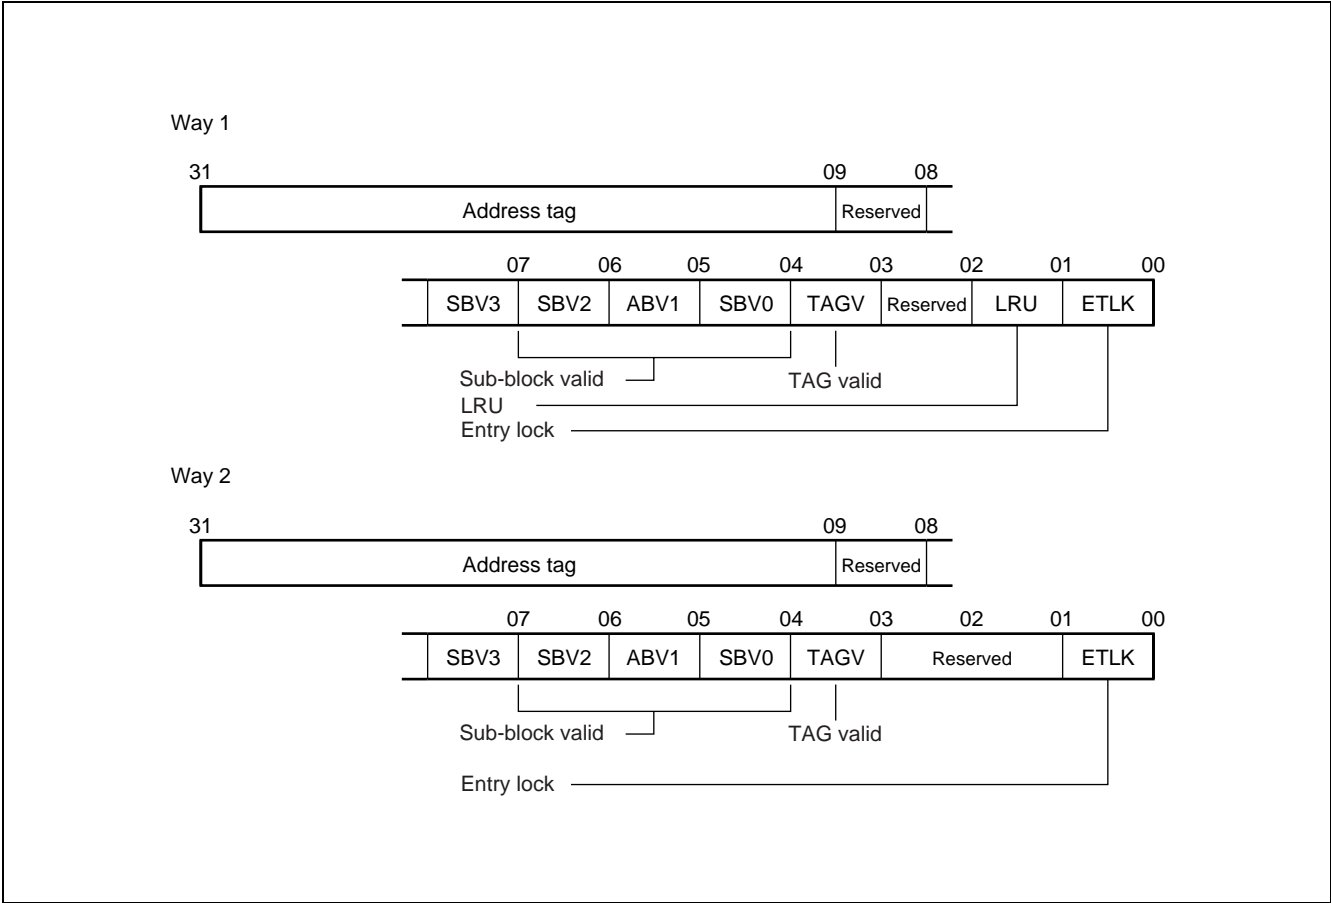 Way 1
31 09 08
Address tag Reserved
07 06 05 04 03 02 01 00
SBV3 SBV2 ABV1 SBV0 TAGV Reserved LRU ETLK
Sub-block valid TAG valid
LRU
Entry lock
Way 2
31 09 08
Address tag Reserved
07 06 05 04 03 02 01 00
SBV3 SBV2 ABV1 SBV0 TAGV Reserved ETLK
Sub-block valid TAG valid
Entry lock